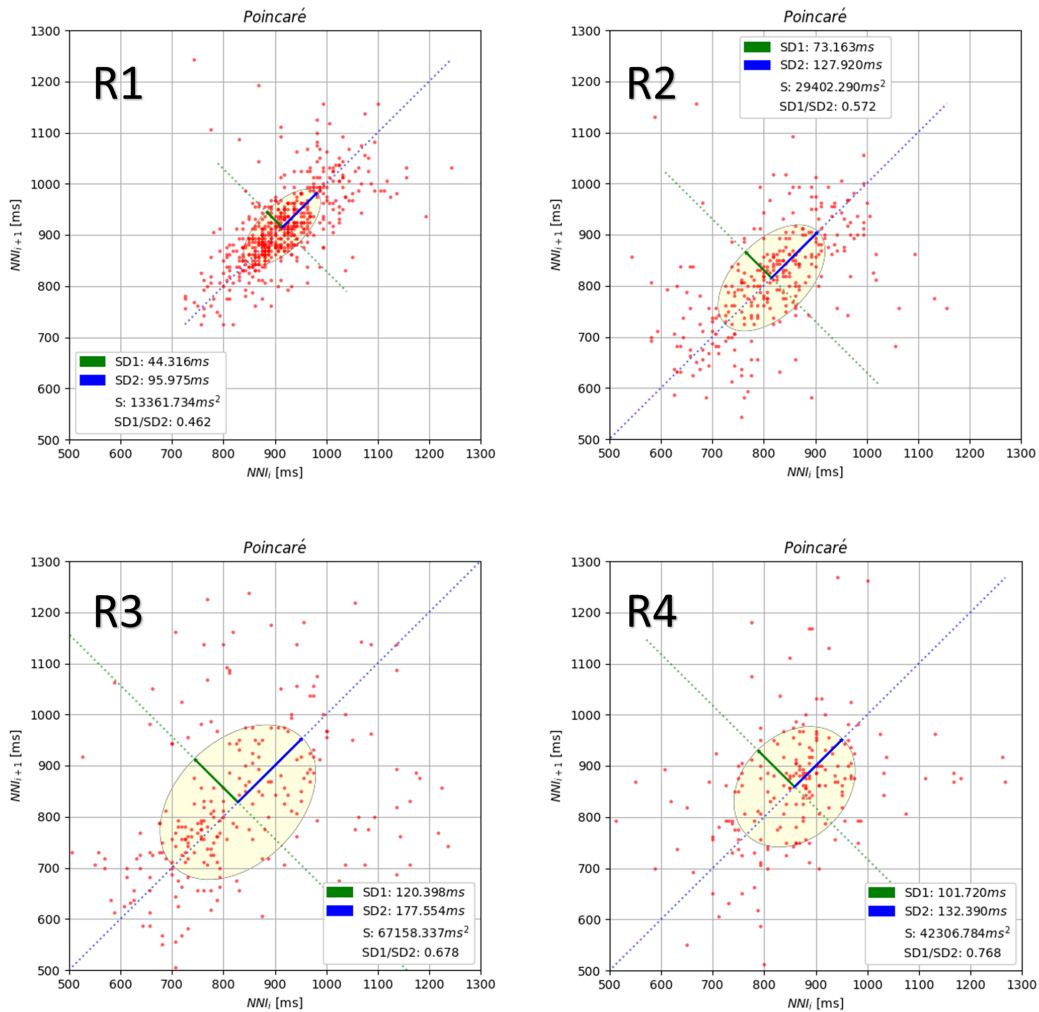 Poincaré
R1
1300
1200
1100
1000
900
800
700
600
500
NNI_{i+1} [ms]
SD1: 44.316ms
SD2: 95.975ms
S: 13361.734ms²
SD1/SD2: 0.462
500 600 700 800 900 1000 1100 1200 1300
NNI_i [ms]
Poincaré
R2
1300
1200
1100
1000
900
800
700
600
500
NNI_{i+1} [ms]
SD1: 73.163ms
SD2: 127.920ms
S: 29402.290ms²
SD1/SD2: 0.572
500 600 700 800 900 1000 1100 1200 1300
NNI_i [ms]
Poincaré
R3
1300
1200
1100
1000
900
800
700
600
500
NNI_{i+1} [ms]
SD1: 120.398ms
SD2: 177.554ms
S: 67158.337ms²
SD1/SD2: 0.678
500 600 700 800 900 1000 1100 1200 1300
NNI_i [ms]
Poincaré
R4
1300
1200
1100
1000
900
800
700
600
500
NNI_{i+1} [ms]
SD1: 101.720ms
SD2: 132.390ms
S: 42306.784ms²
SD1/SD2: 0.768
500 600 700 800 900 1000 1100 1200 1300
NNI_i [ms]